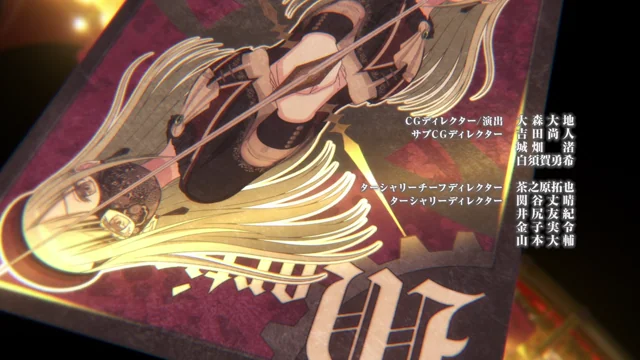 CGディレクター/演出 大森大地
サブCGディレクター 吉田尚人
城畑 渚
白須賀勇希
ターシャリーチーフディレクター 茶之原拓也
ターシャリーディレクター 関谷丈晴
井尻友紀
金子実令
山本大輔